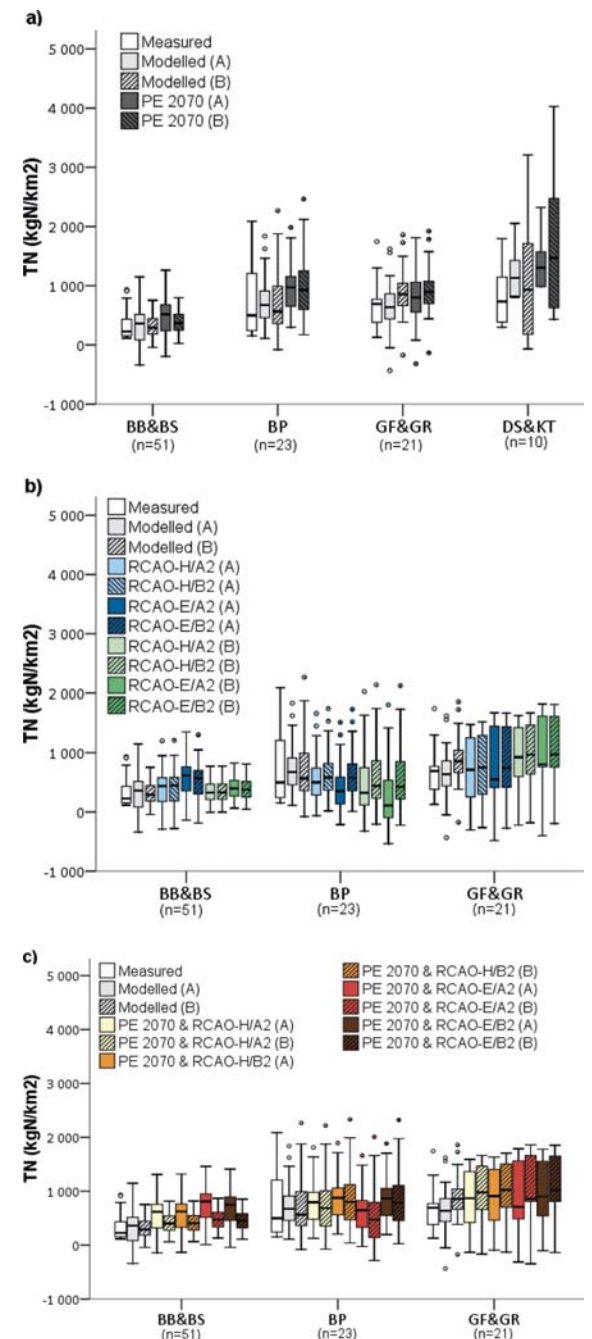 a)
Measured
Modelled (A)
Modelled (B)
PE 2070 (A)
PE 2070 (B)
TN (kgN/km2)
5 000
4 000
3 000
2 000
1 000
0
-1 000
BB&BS BP GF&GR DS&KT
(n=51) (n=23) (n=21) (n=10)
b)
Measured
Modelled (A)
Modelled (B)
RCAO-H/A2 (A)
RCAO-H/B2 (A)
RCAO-E/A2 (A)
RCAO-E/B2 (A)
RCAO-H/A2 (B)
RCAO-H/B2 (B)
RCAO-E/A2 (B)
RCAO-E/B2 (B)
TN (kgN/km2)
5 000
4 000
3 000
2 000
1 000
0
-1 000
BB&BS BP GF&GR
(n=51) (n=23) (n=21)
c)
Measured
Modelled (A)
Modelled (B)
PE 2070 & RCAO-H/A2 (A)
PE 2070 & RCAO-H/A2 (B)
PE 2070 & RCAO-H/B2 (A)
PE 2070 & RCAO-H/B2 (B)
PE 2070 & RCAO-E/A2 (A)
PE 2070 & RCAO-E/A2 (B)
PE 2070 & RCAO-E/B2 (A)
PE 2070 & RCAO-E/B2 (B)
TN (kgN/km2)
5 000
4 000
3 000
2 000
1 000
0
-1 000
BB&BS BP GF&GR
(n=51) (n=23) (n=21)